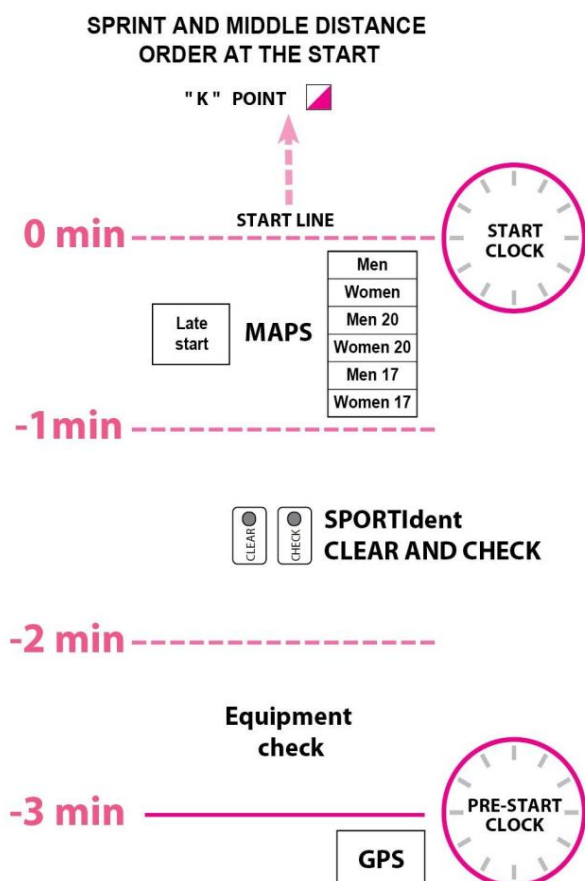 SPRINT AND MIDDLE DISTANCE
ORDER AT THE START
"K" POINT
START LINE
0 min
START
CLOCK
Men
Women
Men 20
Women 20
Men 17
Women 17
Late
start
MAPS
-1min
CLEAR
CHECK
SPORTIdent
CLEAR AND CHECK
-2 min
Equipment
check
-3 min
PRE-START
CLOCK
GPS